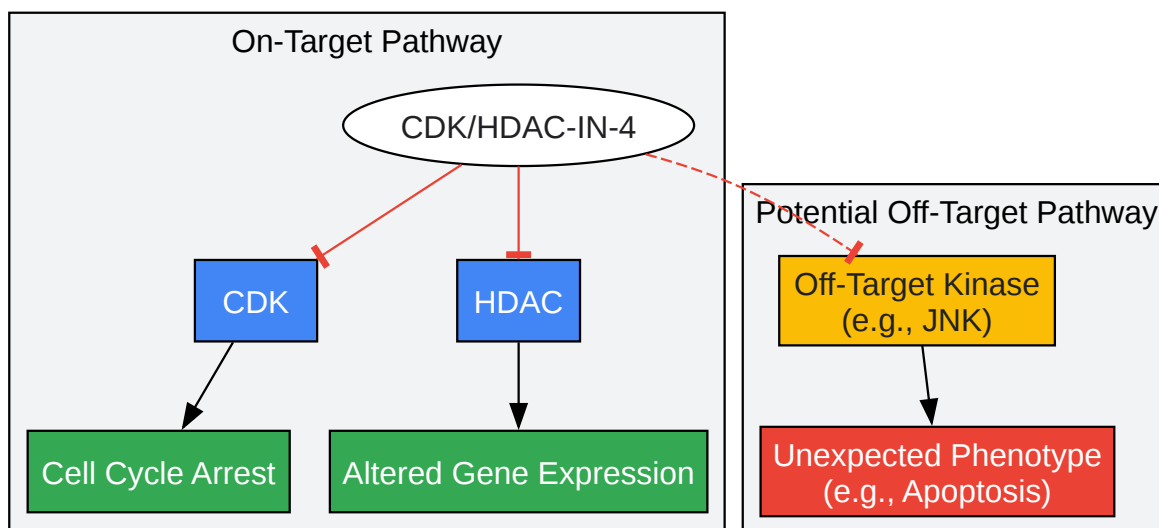 On-Target Pathway
CDK/HDAC-IN-4
Potential Off-Target Pathway
CDK
HDAC
Off-Target Kinase
(e.g., JNK)
Cell Cycle Arrest
Altered Gene Expression
Unexpected Phenotype
(e.g., Apoptosis)